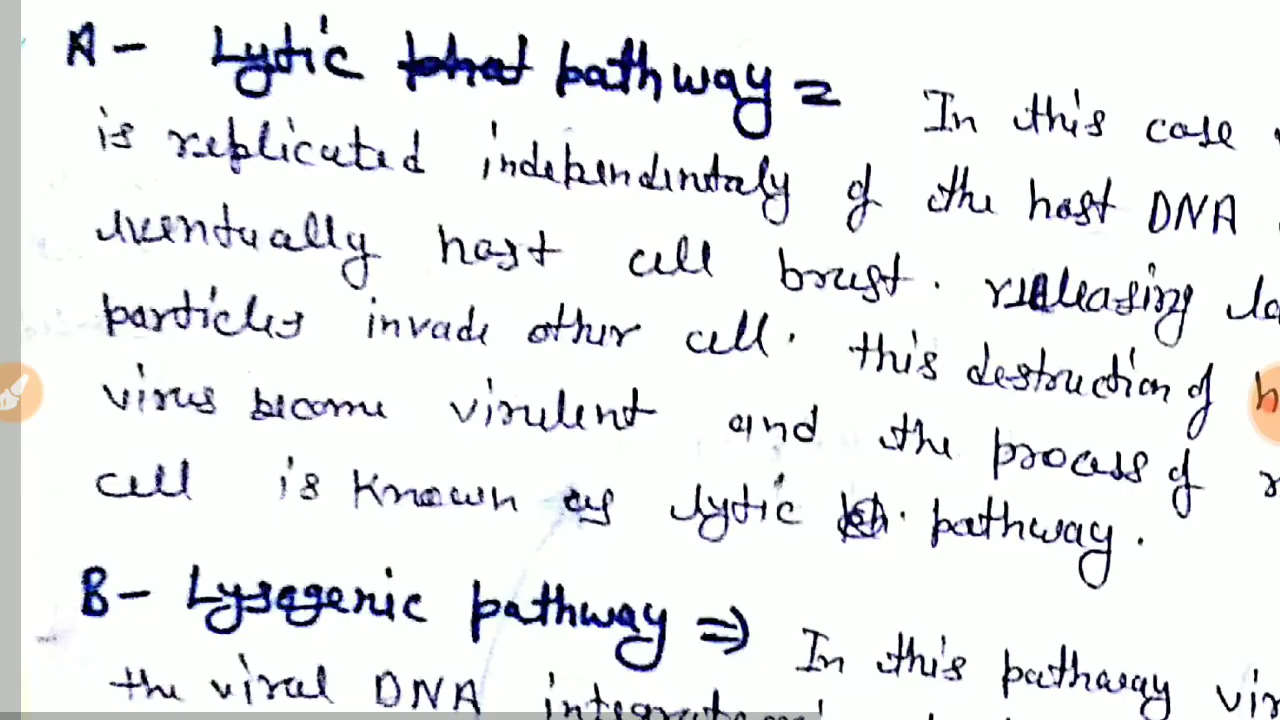 A - Lytic pathway = In this case
is replicated independentaly of the host DNA
eventually host cell brust. releasing
particles invade other cell. this destruction of
virus become virulent and the process of
cell is known as lytic pathway.
B - Lysogenic pathway ⇒ In this pathway
the viral DNA